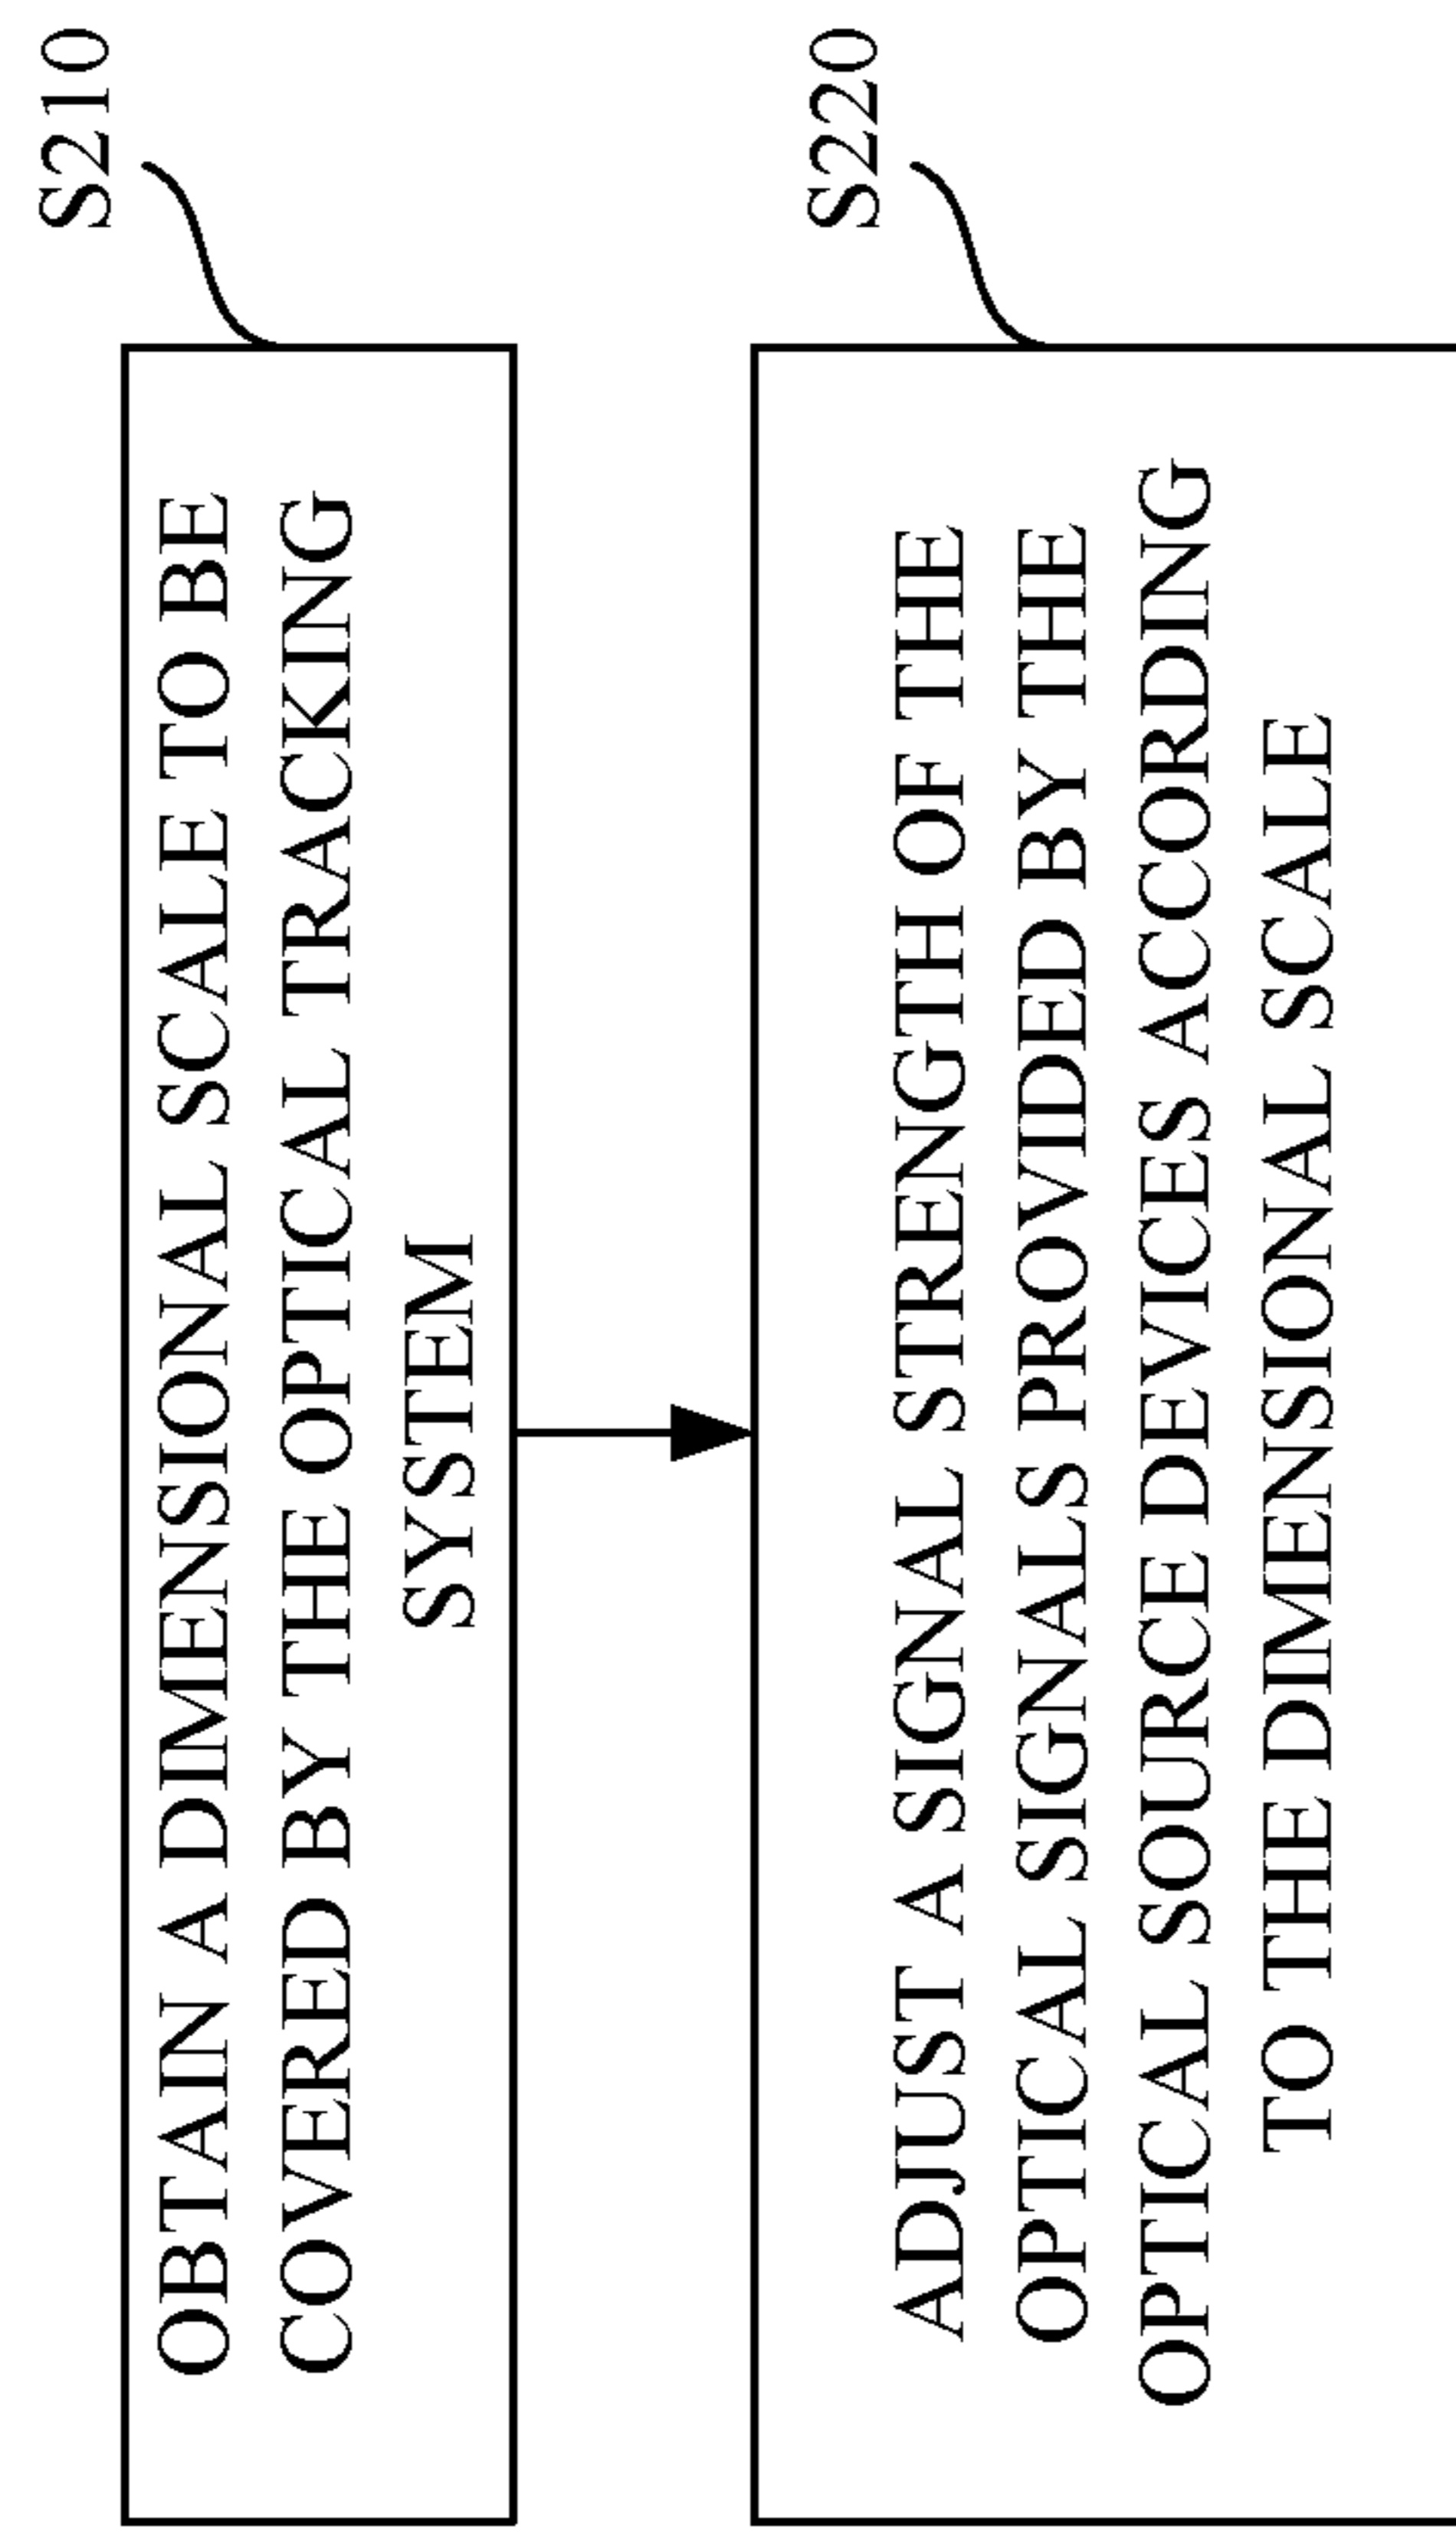 S210
OBTAIN A DIMENSIONAL SCALE TO BE
COVERED BY THE OPTICAL TRACKING
SYSTEM
S220
ADJUST A SIGNAL STRENGTH OF THE
OPTICAL SIGNALS PROVIDED BY THE
OPTICAL SOURCE DEVICES ACCORDING
TO THE DIMENSIONAL SCALE